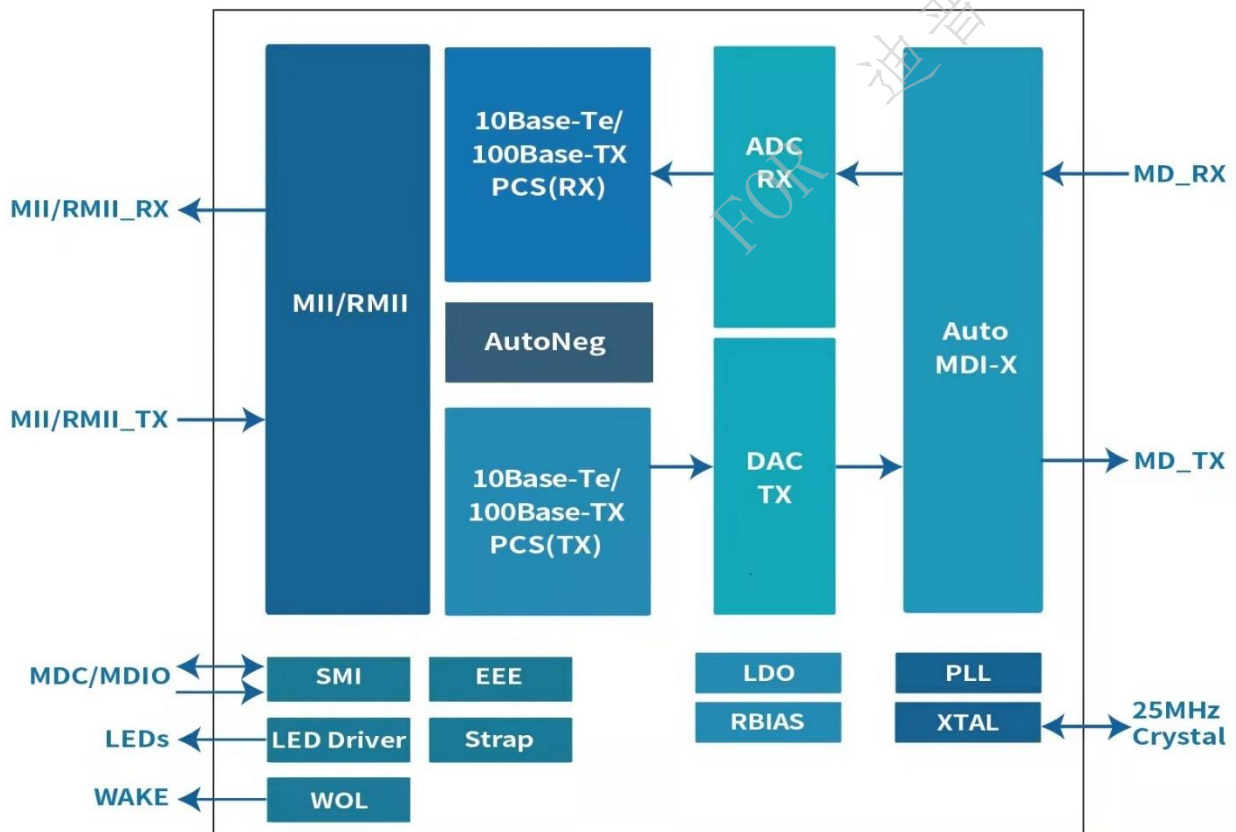 MII/RMII_RX
MII/RMII_TX
MDC/MDIO
LEDs
WAKE
MII/RMII
10Base-Te/
100Base-TX
PCS(RX)
AutoNeg
10Base-Te/
100Base-TX
PCS(TX)
ADC
RX
DAC
TX
Auto
MDI-X
MD_RX
MD_TX
SMI
EEE
LED Driver
Strap
WOL
LDO
RBIAS
PLL
XTAL
25MHz
Crystal
FOR 迪普